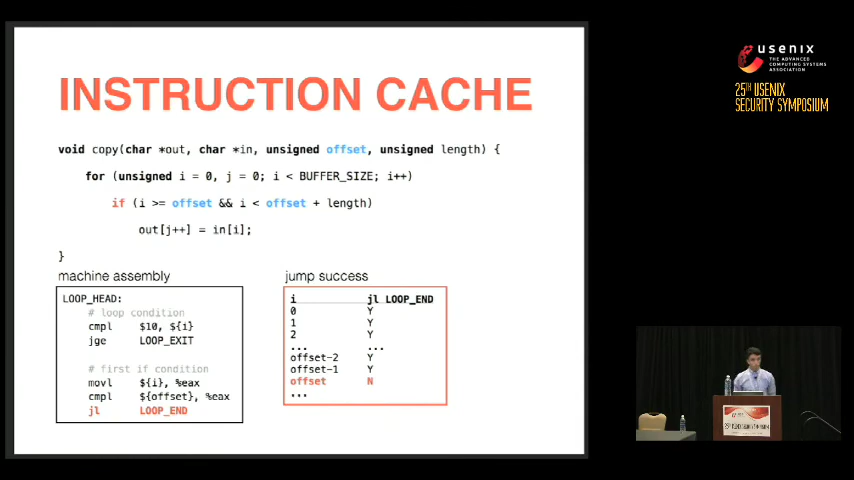 INSTRUCTION CACHE
void copy(char *out, char *in, unsigned offset, unsigned length) {
for (unsigned i = 0, j = 0; i < BUFFER_SIZE; i++)
if (i >= offset && i < offset + length)
out[j++] = in[i];
}
machine assembly
LOOP_HEAD:
# loop condition
cmpl $10, ${i}
jge LOOP_EXIT
# first if condition
movl ${i}, %eax
cmpl ${offset}, %eax
jl LOOP_END
jump success
i jl LOOP_END
0 Y
1 Y
2 Y
... ...
offset-2 Y
offset-1 Y
offset N
...
usenix
THE ADVANCED
COMPUTING SYSTEMS
ASSOCIATION
25TH USENIX
SECURITY SYMPOSIUM